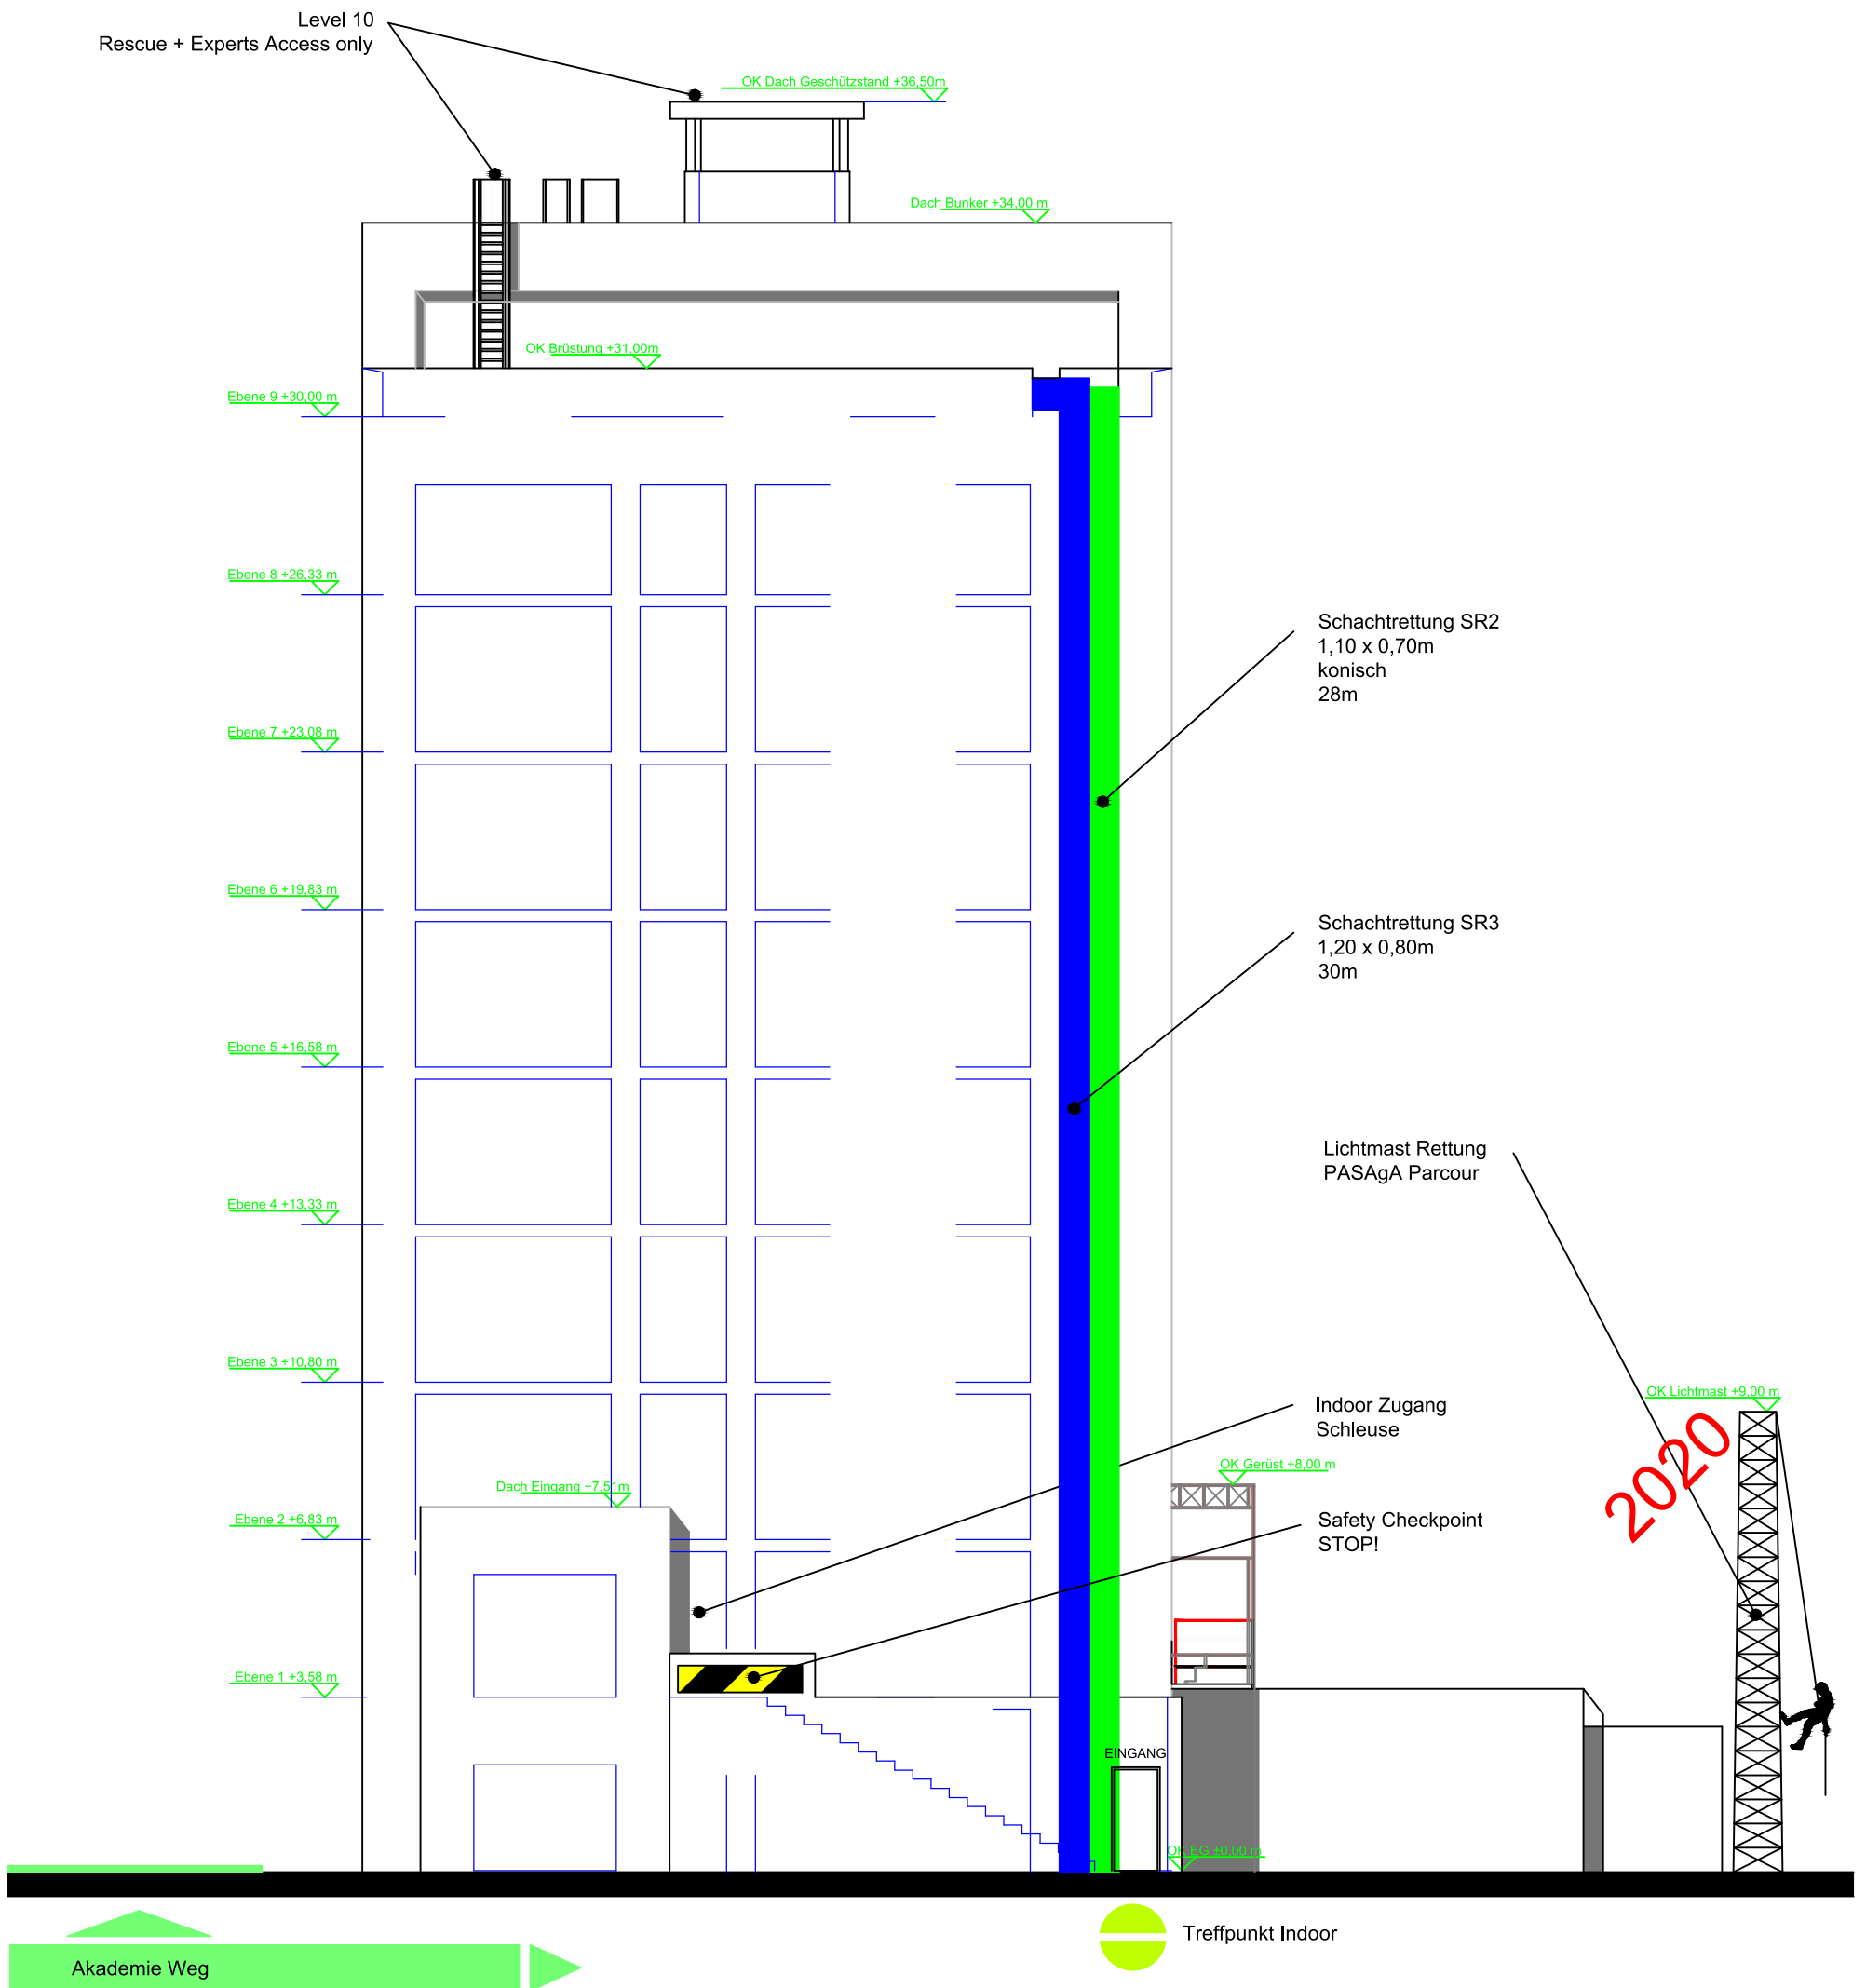 Level 10
Rescue + Experts Access only
OK Dach Geschützstand +36,50m
Dach Bunker +34,00 m
OK Brüstung +31,00m
Ebene 9 +30,00 m
Ebene 8 +26,33 m
Schachtrettung SR2
1,10 x 0,70m
konisch
28m
Ebene 7 +23,08 m
Ebene 6 +19,83 m
Schachtrettung SR3
1,20 x 0,80m
30m
Ebene 5 +16,58 m
Lichtmast Rettung
PASAgA Parcour
Ebene 4 +13,33 m
Ebene 3 +10,80 m
OK Lichtmast +9,00 m
Indoor Zugang
Schleuse
2020
OK Gerüst +8,00 m
Dach Eingang +7,51m
Ebene 2 +6,83 m
Safety Checkpoint
STOP!
Ebene 1 +3,58 m
EINGANG
OK EG +0,00 m
Treffpunkt Indoor
Akademie Weg